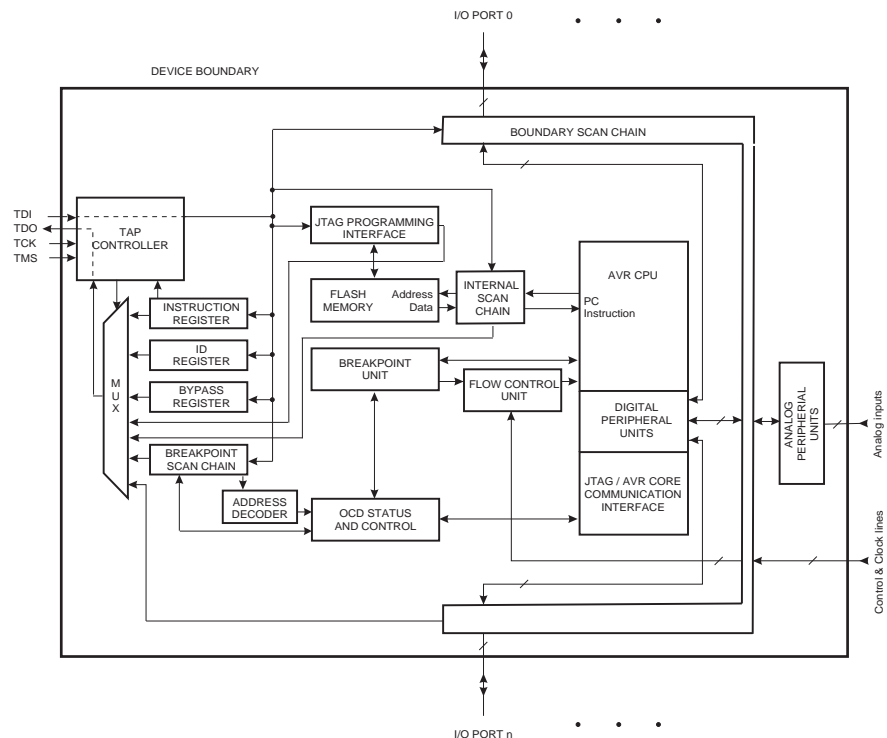 I/O PORT 0
DEVICE BOUNDARY
BOUNDARY SCAN CHAIN
TDI
TDO
TCK
TMS
TAP
CONTROLLER
JTAG PROGRAMMING
INTERFACE
AVR CPU
FLASH
MEMORY
Address
Data
INTERNAL
SCAN
CHAIN
PC
Instruction
INSTRUCTION
REGISTER
ID
REGISTER
M
U
X
BREAKPOINT
UNIT
FLOW CONTROL
UNIT
BYPASS
REGISTER
DIGITAL
PERIPHERAL
UNITS
ANALOG
PERIPHERIAL
UNITS
Analog inputs
BREAKPOINT
SCAN CHAIN
JTAG / AVR CORE
COMMUNICATION
INTERFACE
ADDRESS
DECODER
OCD STATUS
AND CONTROL
Control & Clock lines
I/O PORT n